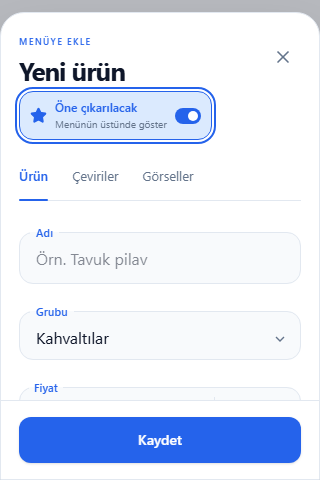 MENÜYE EKLE
Yeni ürün
Öne çıkarılacak
Menünün üstünde göster
Ürün
Çeviriler
Görseller
Adı
Örn. Tavuk pilav
Grubu
Kahvaltılar
Fiyat
Kaydet